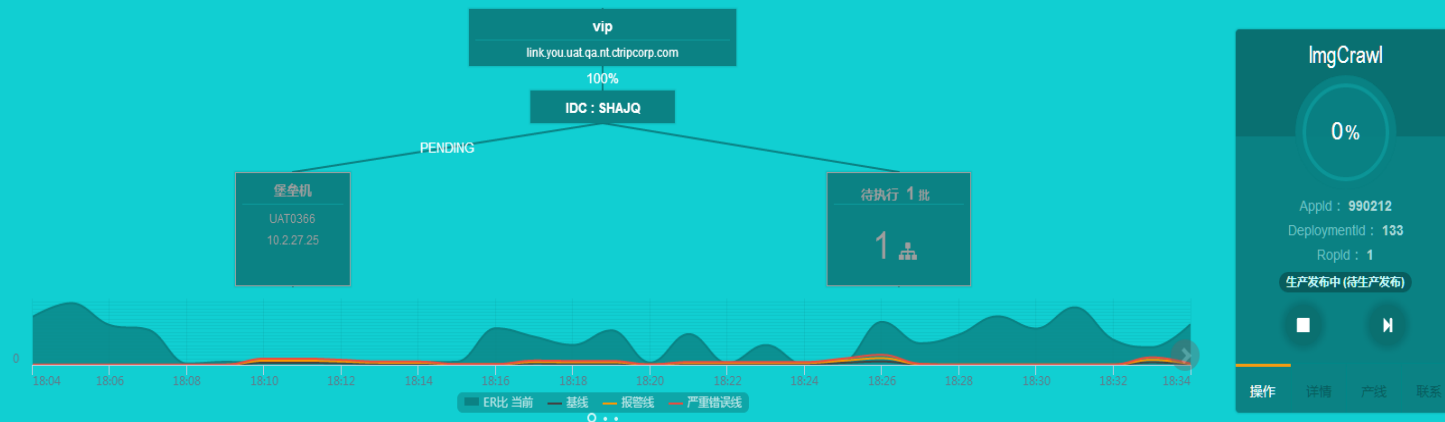 vip
link.you.uat.qa.nt.ctripcorp.com
100%
IDC : SHAJQ
PENDING
堡垒机
UAT0366
10.2.27.25
待执行 1 批
1
0
18:04 18:06 18:08 18:10 18:12 18:14 18:16 18:18 18:20 18:22 18:24 18:26 18:28 18:30 18:32 18:34
ER比 当前 基线 报警线 严重错误线
ImgCrawl
0%
AppId : 990212
DeploymentId : 133
RopId : 1
生产发布中 (待生产发布)
操作 详情 产线 联系